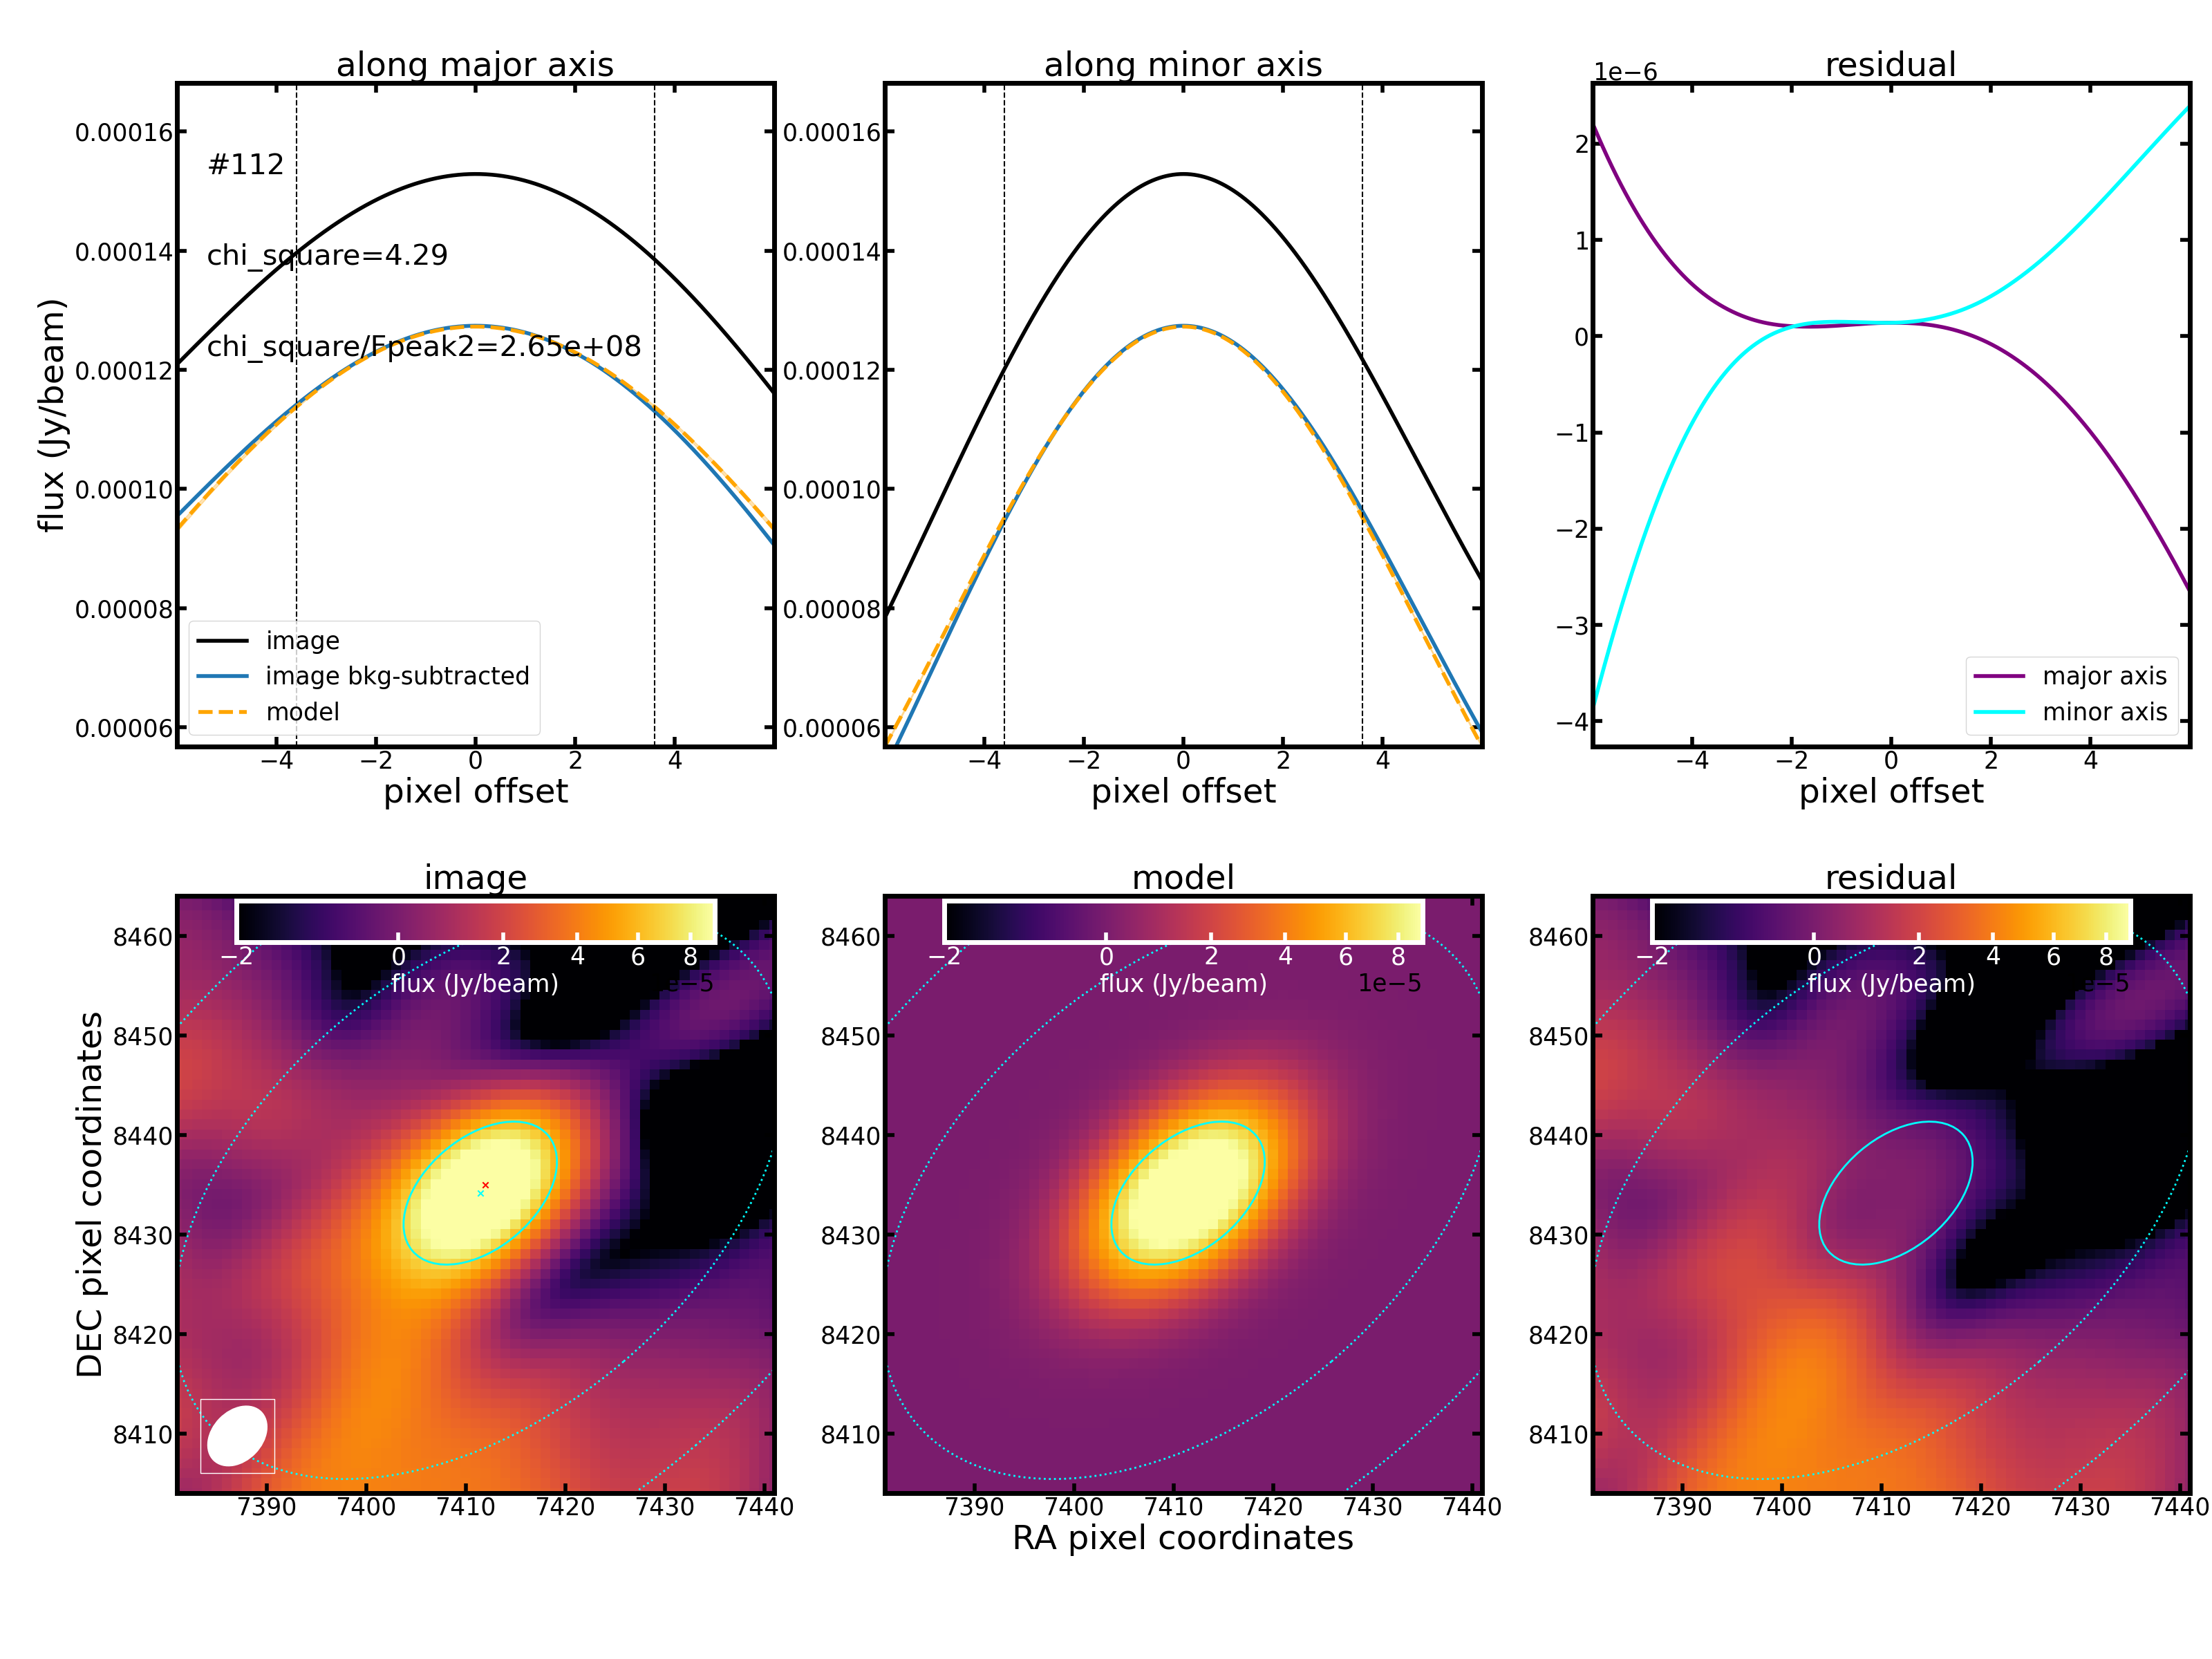 along major axis
along minor axis
residual
1e−6
#112
chi_square=4.29
chi_square/Fpeak2=2.65e+08
flux (Jy/beam)
0.00016
0.00014
0.00012
0.00010
0.00008
0.00006
image
image bkg-subtracted
model
−4 −2 0 2 4
pixel offset
0.00016
0.00014
0.00012
0.00010
0.00008
0.00006
−4 −2 0 2 4
pixel offset
2
1
0
−1
−2
−3
−4
major axis
minor axis
−4 −2 0 2 4
pixel offset
image
model
residual
−2 0 2 4 6 8
flux (Jy/beam)
e−5
−2 0 2 4 6 8
flux (Jy/beam)
1e−5
−2 0 2 4 6 8
flux (Jy/beam)
e−5
DEC pixel coordinates
8460
8450
8440
8430
8420
8410
7390 7400 7410 7420 7430 7440
8460
8450
8440
8430
8420
8410
7390 7400 7410 7420 7430 7440
8460
8450
8440
8430
8420
8410
7390 7400 7410 7420 7430 7440
RA pixel coordinates